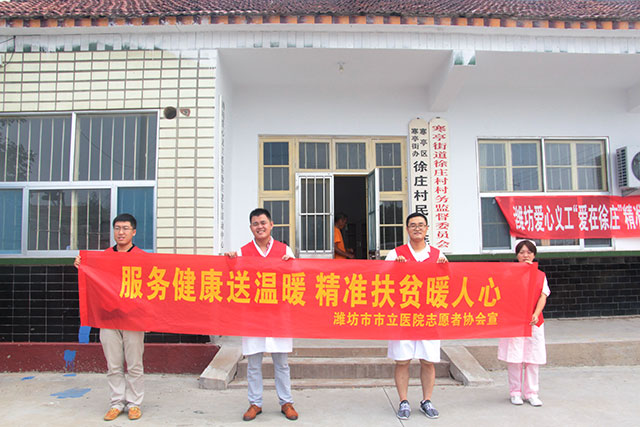 服务健康送温暖 精准扶贫暖人心
潍坊市市立医院志愿者协会宣
寒亭区
寒亭街办
徐庄村民
寒亭街道徐庄村村务监督委员会
潍坊爱心义工“爱在徐庄”精准